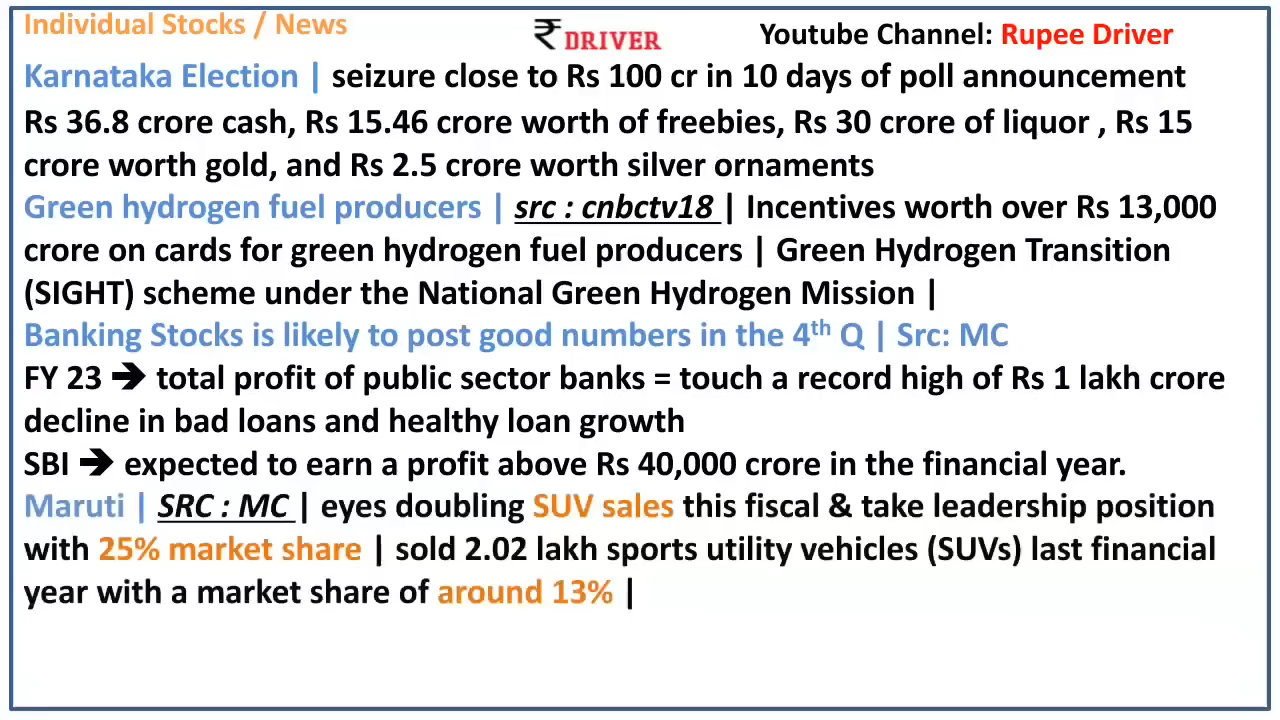 Individual Stocks / News
₹ DRIVER
Youtube Channel: Rupee Driver
Karnataka Election | seizure close to Rs 100 cr in 10 days of poll announcement
Rs 36.8 crore cash, Rs 15.46 crore worth of freebies, Rs 30 crore of liquor , Rs 15
crore worth gold, and Rs 2.5 crore worth silver ornaments
Green hydrogen fuel producers | src : cnbctv18 | Incentives worth over Rs 13,000
crore on cards for green hydrogen fuel producers | Green Hydrogen Transition
(SIGHT) scheme under the National Green Hydrogen Mission |
Banking Stocks is likely to post good numbers in the 4th Q | Src: MC
FY 23 ➔ total profit of public sector banks = touch a record high of Rs 1 lakh crore
decline in bad loans and healthy loan growth
SBI ➔ expected to earn a profit above Rs 40,000 crore in the financial year.
Maruti | SRC : MC | eyes doubling SUV sales this fiscal & take leadership position
with 25% market share | sold 2.02 lakh sports utility vehicles (SUVs) last financial
year with a market share of around 13% |